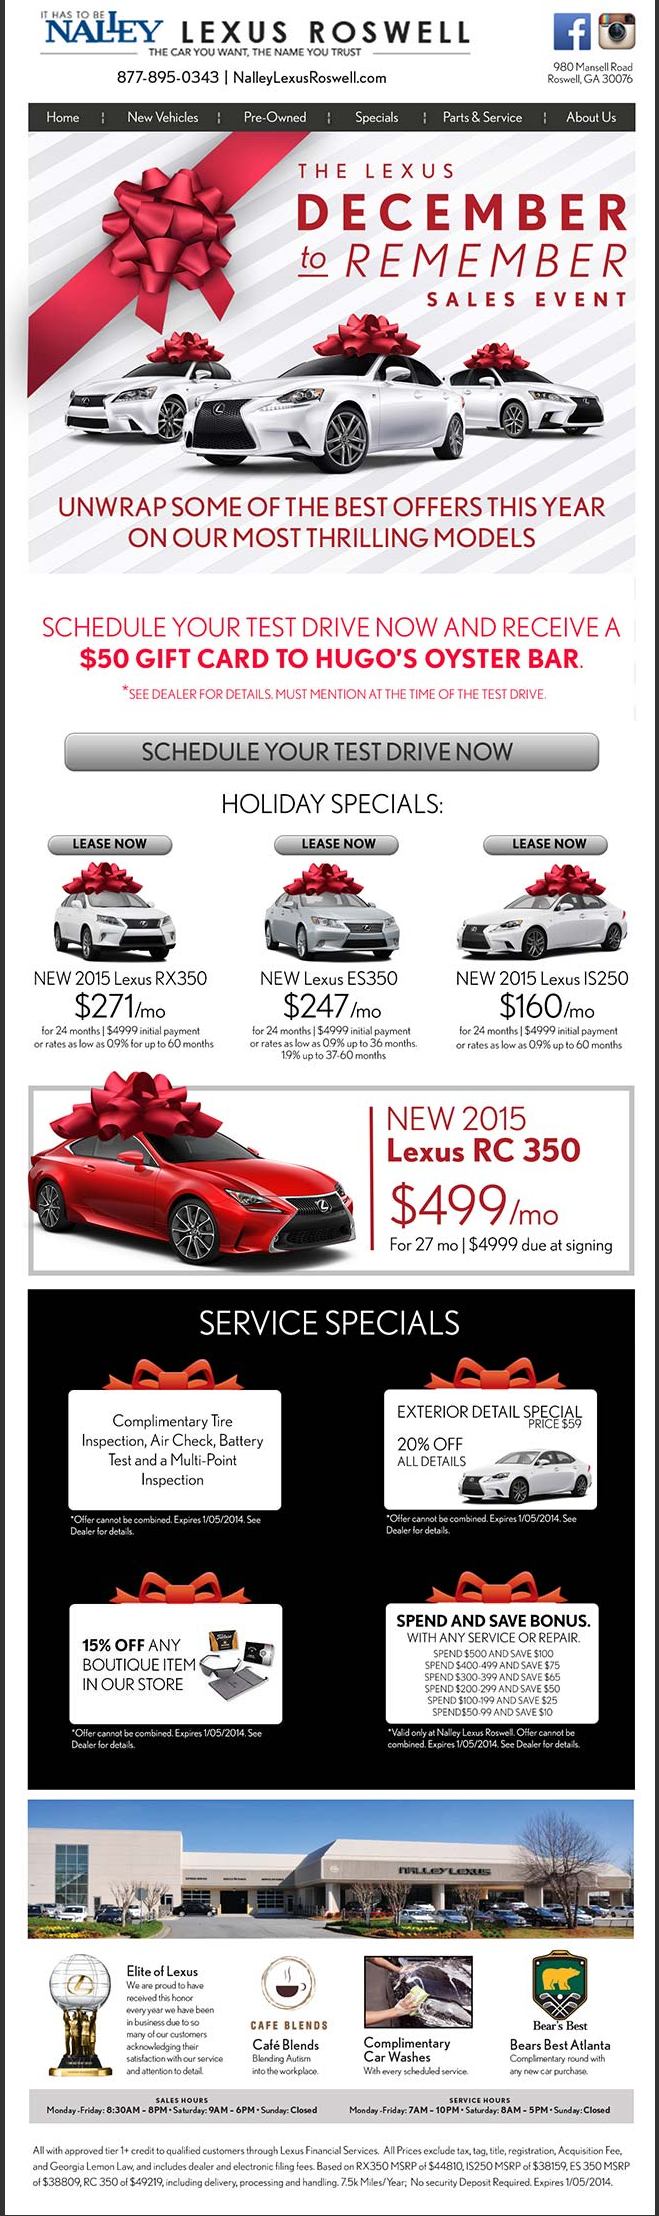 IT HAS TO BE
NALLEY LEXUS ROSWELL
THE CAR YOU WANT, THE NAME YOU TRUST
877-895-0343 | NalleyLexusRoswell.com
980 Mansell Road
Roswell, GA 30076
Home ¦ New Vehicles ¦ Pre-Owned ¦ Specials ¦ Parts & Service ¦ About Us
THE LEXUS
DECEMBER
to REMEMBER
SALES EVENT
UNWRAP SOME OF THE BEST OFFERS THIS YEAR
ON OUR MOST THRILLING MODELS
SCHEDULE YOUR TEST DRIVE NOW AND RECEIVE A
$50 GIFT CARD TO HUGO'S OYSTER BAR.
*SEE DEALER FOR DETAILS. MUST MENTION AT THE TIME OF THE TEST DRIVE.
SCHEDULE YOUR TEST DRIVE NOW
HOLIDAY SPECIALS:
LEASE NOW
NEW 2015 Lexus RX350
$271/mo
for 24 months | $4999 initial payment
or rates as low as 0.9% for up to 60 months
LEASE NOW
NEW Lexus ES350
$247/mo
for 24 months | $4999 initial payment
or rates as low as 0.9% up to 36 months.
1.9% up to 37-60 months
LEASE NOW
NEW 2015 Lexus IS250
$160/mo
for 24 months | $4999 initial payment
or rates as low as 0.9% up to 60 months
NEW 2015
Lexus RC 350
$499/mo
For 27 mo | $4999 due at signing
SERVICE SPECIALS
Complimentary Tire
Inspection, Air Check, Battery
Test and a Multi-Point
Inspection
*Offer cannot be combined. Expires 1/05/2014. See
Dealer for details.
EXTERIOR DETAIL SPECIAL
PRICE $59
20% OFF
ALL DETAILS
*Offer cannot be combined. Expires 1/05/2014. See
Dealer for details.
15% OFF ANY
BOUTIQUE ITEM
IN OUR STORE
*Offer cannot be combined. Expires 1/05/2014. See
Dealer for details.
SPEND AND SAVE BONUS.
WITH ANY SERVICE OR REPAIR.
SPEND $500 AND SAVE $100
SPEND $400-499 AND SAVE $75
SPEND $300-399 AND SAVE $65
SPEND $200-299 AND SAVE $50
SPEND $100-199 AND SAVE $25
SPEND$50-99 AND SAVE $10
*Valid only at Nalley Lexus Roswell. Offer cannot be
combined. Expires 1/05/2014. See Dealer for details.
NALLEY LEXUS
Elite of Lexus
We are proud to have
received this honor
every year we have been
in business due to so
many of our customers
acknowledging their
satisfaction with our service
and attention to detail.
CAFE BLENDS
Café Blends
Blending Autism
into the workplace.
Complimentary
Car Washes
With every scheduled service.
Bear's Best
Bears Best Atlanta
Complimentary round with
any new car purchase.
SALES HOURS
Monday-Friday: 8:30AM - 8PM • Saturday: 9AM - 6PM • Sunday: Closed
SERVICE HOURS
Monday-Friday: 7AM - 10PM • Saturday: 8AM - 5PM • Sunday: Closed
All with approved tier 1+ credit to qualified customers through Lexus Financial Services. All Prices exclude tax, tag, title, registration, Acquisition Fee,
and Georgia Lemon Law, and includes dealer and electronic filing fees. Based on RX350 MSRP of $44810, IS250 MSRP of $38159, ES 350 MSRP
of $38809, RC 350 of $49219, including delivery, processing and handling. 7.5k Miles/Year; No security Deposit Required. Expires 1/05/2014.